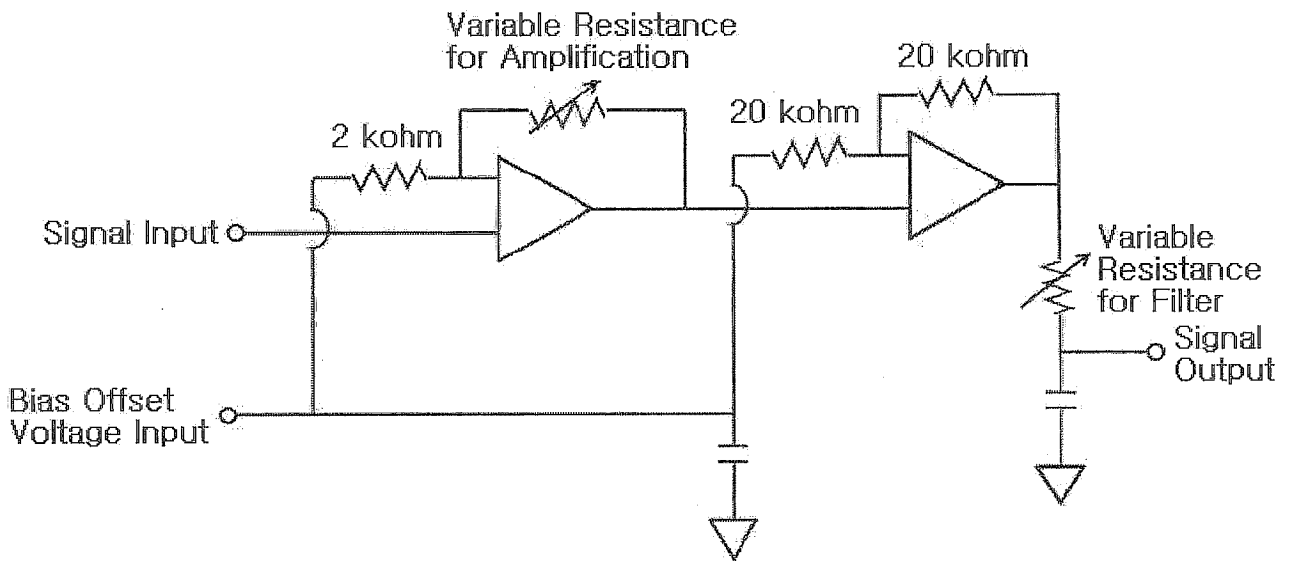 Variable Resistance
for Amplification
20 kohm
2 kohm
20 kohm
Signal Input
Variable
Resistance
for Filter
Signal
Output
Bias Offset
Voltage Input